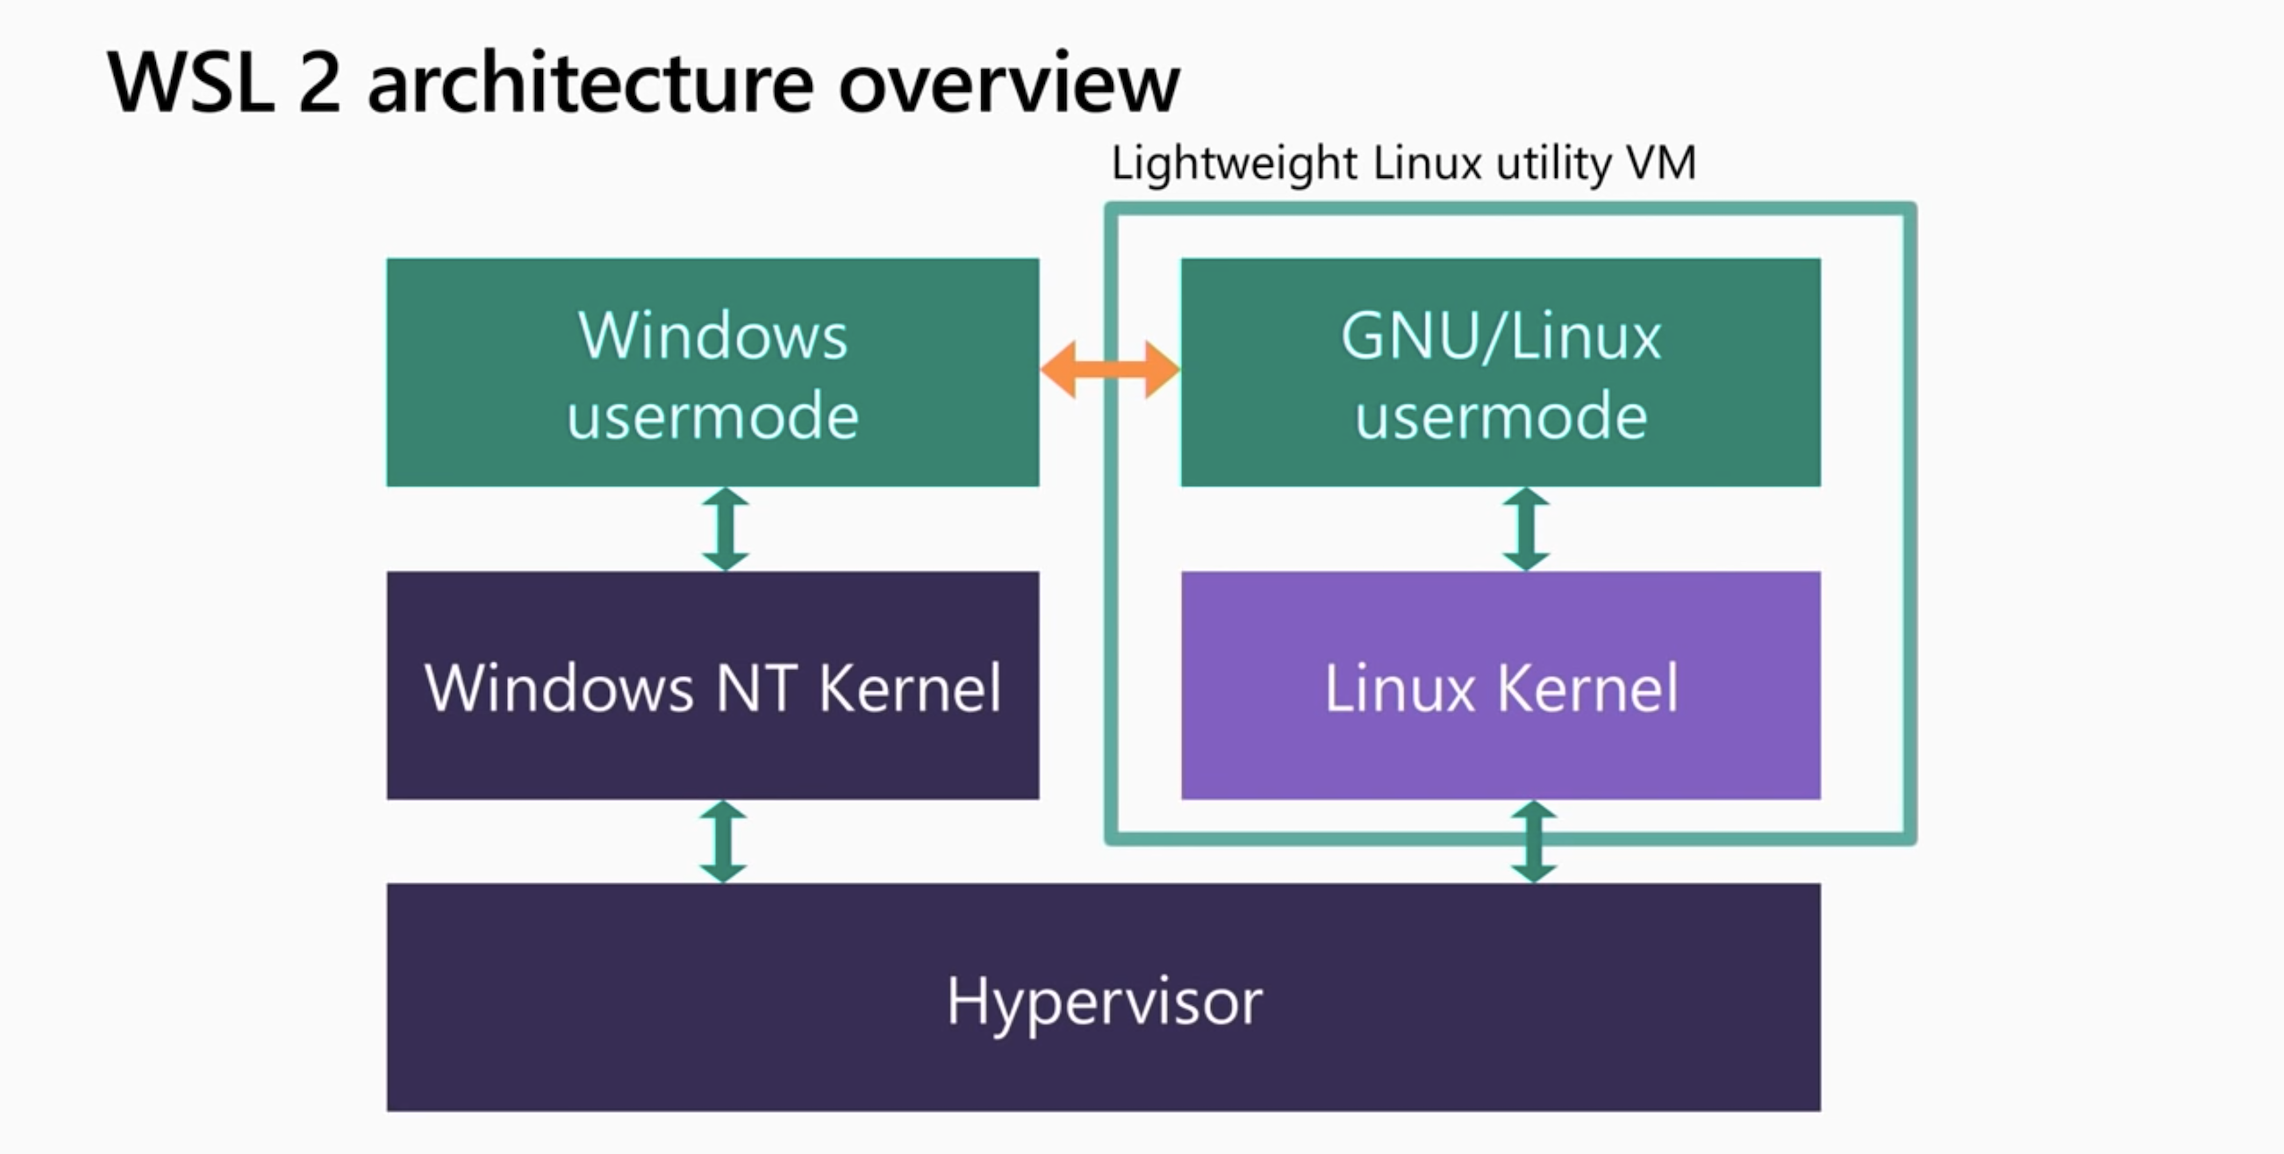 WSL 2 architecture overview
Lightweight Linux utility VM
Windows
usermode
GNU/Linux
usermode
Windows NT Kernel
Linux Kernel
Hypervisor